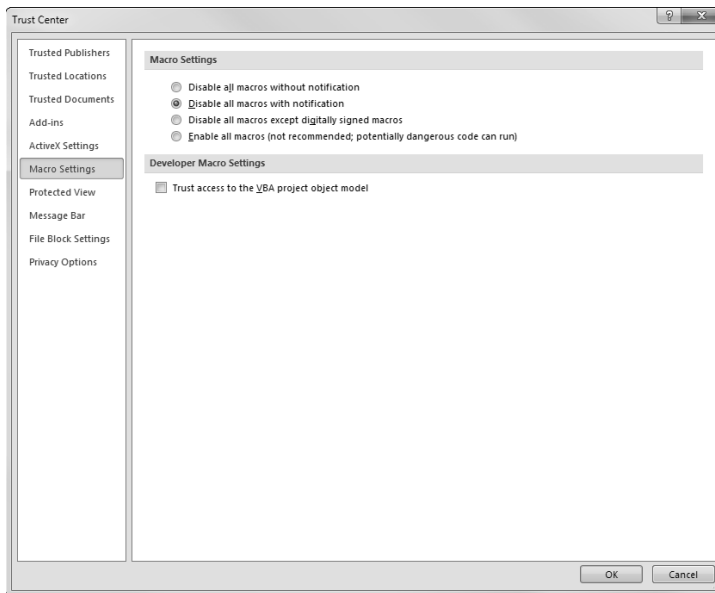 Trust Center
Trusted Publishers
Trusted Locations
Trusted Documents
Add-ins
ActiveX Settings
Macro Settings
Protected View
Message Bar
File Block Settings
Privacy Options
Macro Settings
Disable all macros without notification
Disable all macros with notification
Disable all macros except digitally signed macros
Enable all macros (not recommended; potentially dangerous code can run)
Developer Macro Settings
Trust access to the VBA project object model
OK
Cancel